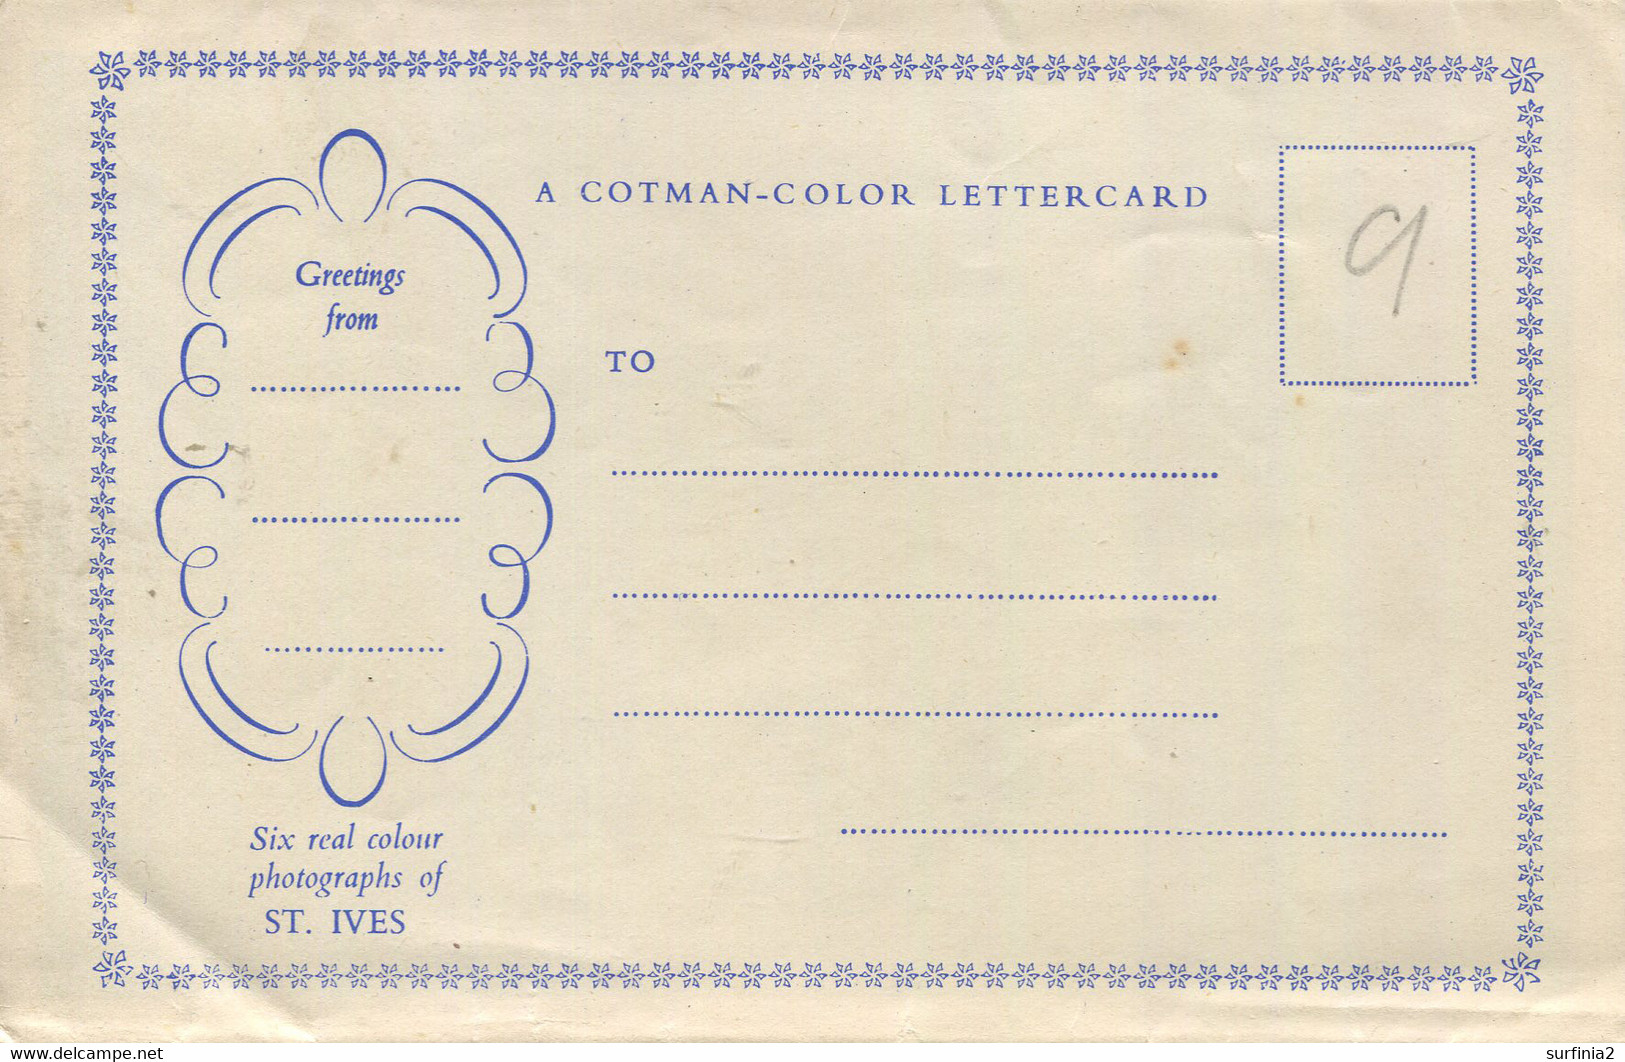 A COTMAN-COLOR LETTERCARD
9
Greetings
from
TO
Six real colour
photographs of
ST. IVES
www.delcampe.net
surfinia2